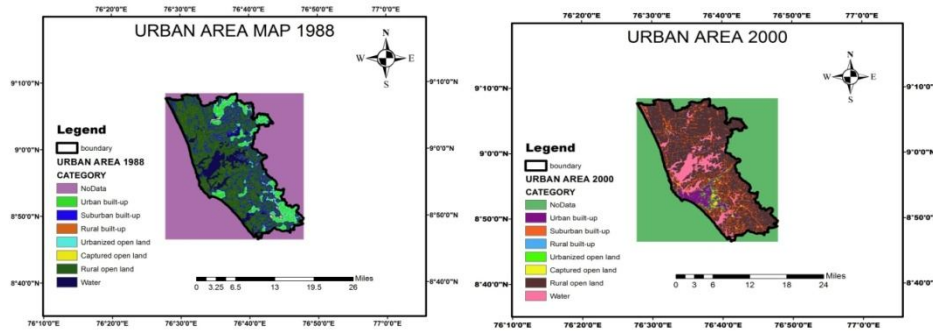 URBAN AREA MAP 1988
76°20'0"E 76°30'0"E 76°40'0"E 76°50'0"E 77°0'0"E
N
W E
S
9°10'0"N 9°10'0"N
9°0'0"N 9°0'0"N
8°50'0"N 8°50'0"N
8°40'0"N 8°40'0"N
Legend
boundary
URBAN AREA 1988
CATEGORY
NoData
Urban built-up
Suburban built-up
Rural built-up
Urbanized open land
Captured open land
Rural open land
Water
Miles
0 3.25 6.5 13 19.5 26
76°20'0"E 76°30'0"E 76°40'0"E 76°50'0"E 77°0'0"E
76°10'0"E 76°20'0"E 76°30'0"E 76°40'0"E 76°50'0"E 77°0'0"E
URBAN AREA 2000
N
W E
S
9°10'0"N 9°10'0"N
9°0'0"N 9°0'0"N
8°50'0"N 8°50'0"N
8°40'0"N 8°40'0"N
Legend
boundary
URBAN AREA 2000
CATEGORY
NoData
Urban built-up
Suburban built-up
Rural built-up
Urbanized open land
Captured open land
Rural open land
Water
Miles
0 3 6 12 18 24
76°10'0"E 76°20'0"E 76°30'0"E 76°40'0"E 76°50'0"E 77°0'0"E